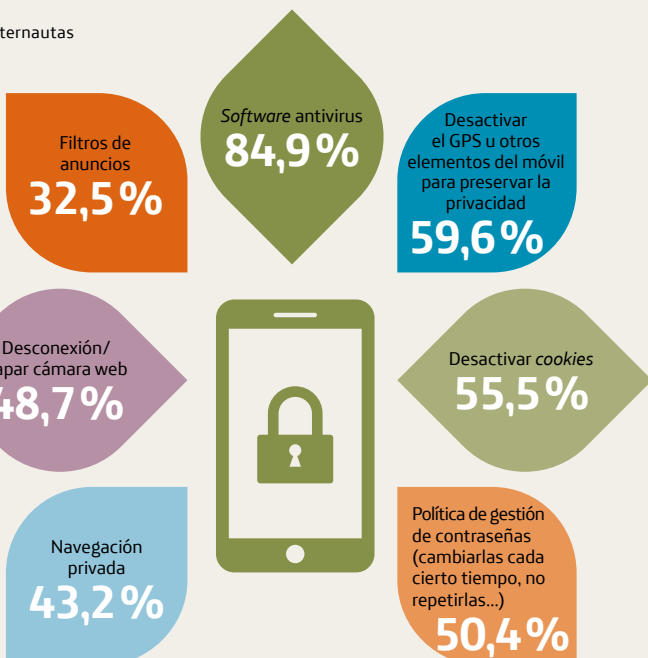 ternautas
Software antivirus
84,9 %
Filtros de
anuncios
32,5 %
Desactivar
el GPS u otros
elementos del móvil
para preservar la
privacidad
59,6 %
Desconexión/
apar cámara web
48,7 %
Desactivar cookies
55,5 %
Navegación
privada
43,2 %
Política de gestión
de contraseñas
(cambiarlas cada
cierto tiempo, no
repetirlas...)
50,4 %